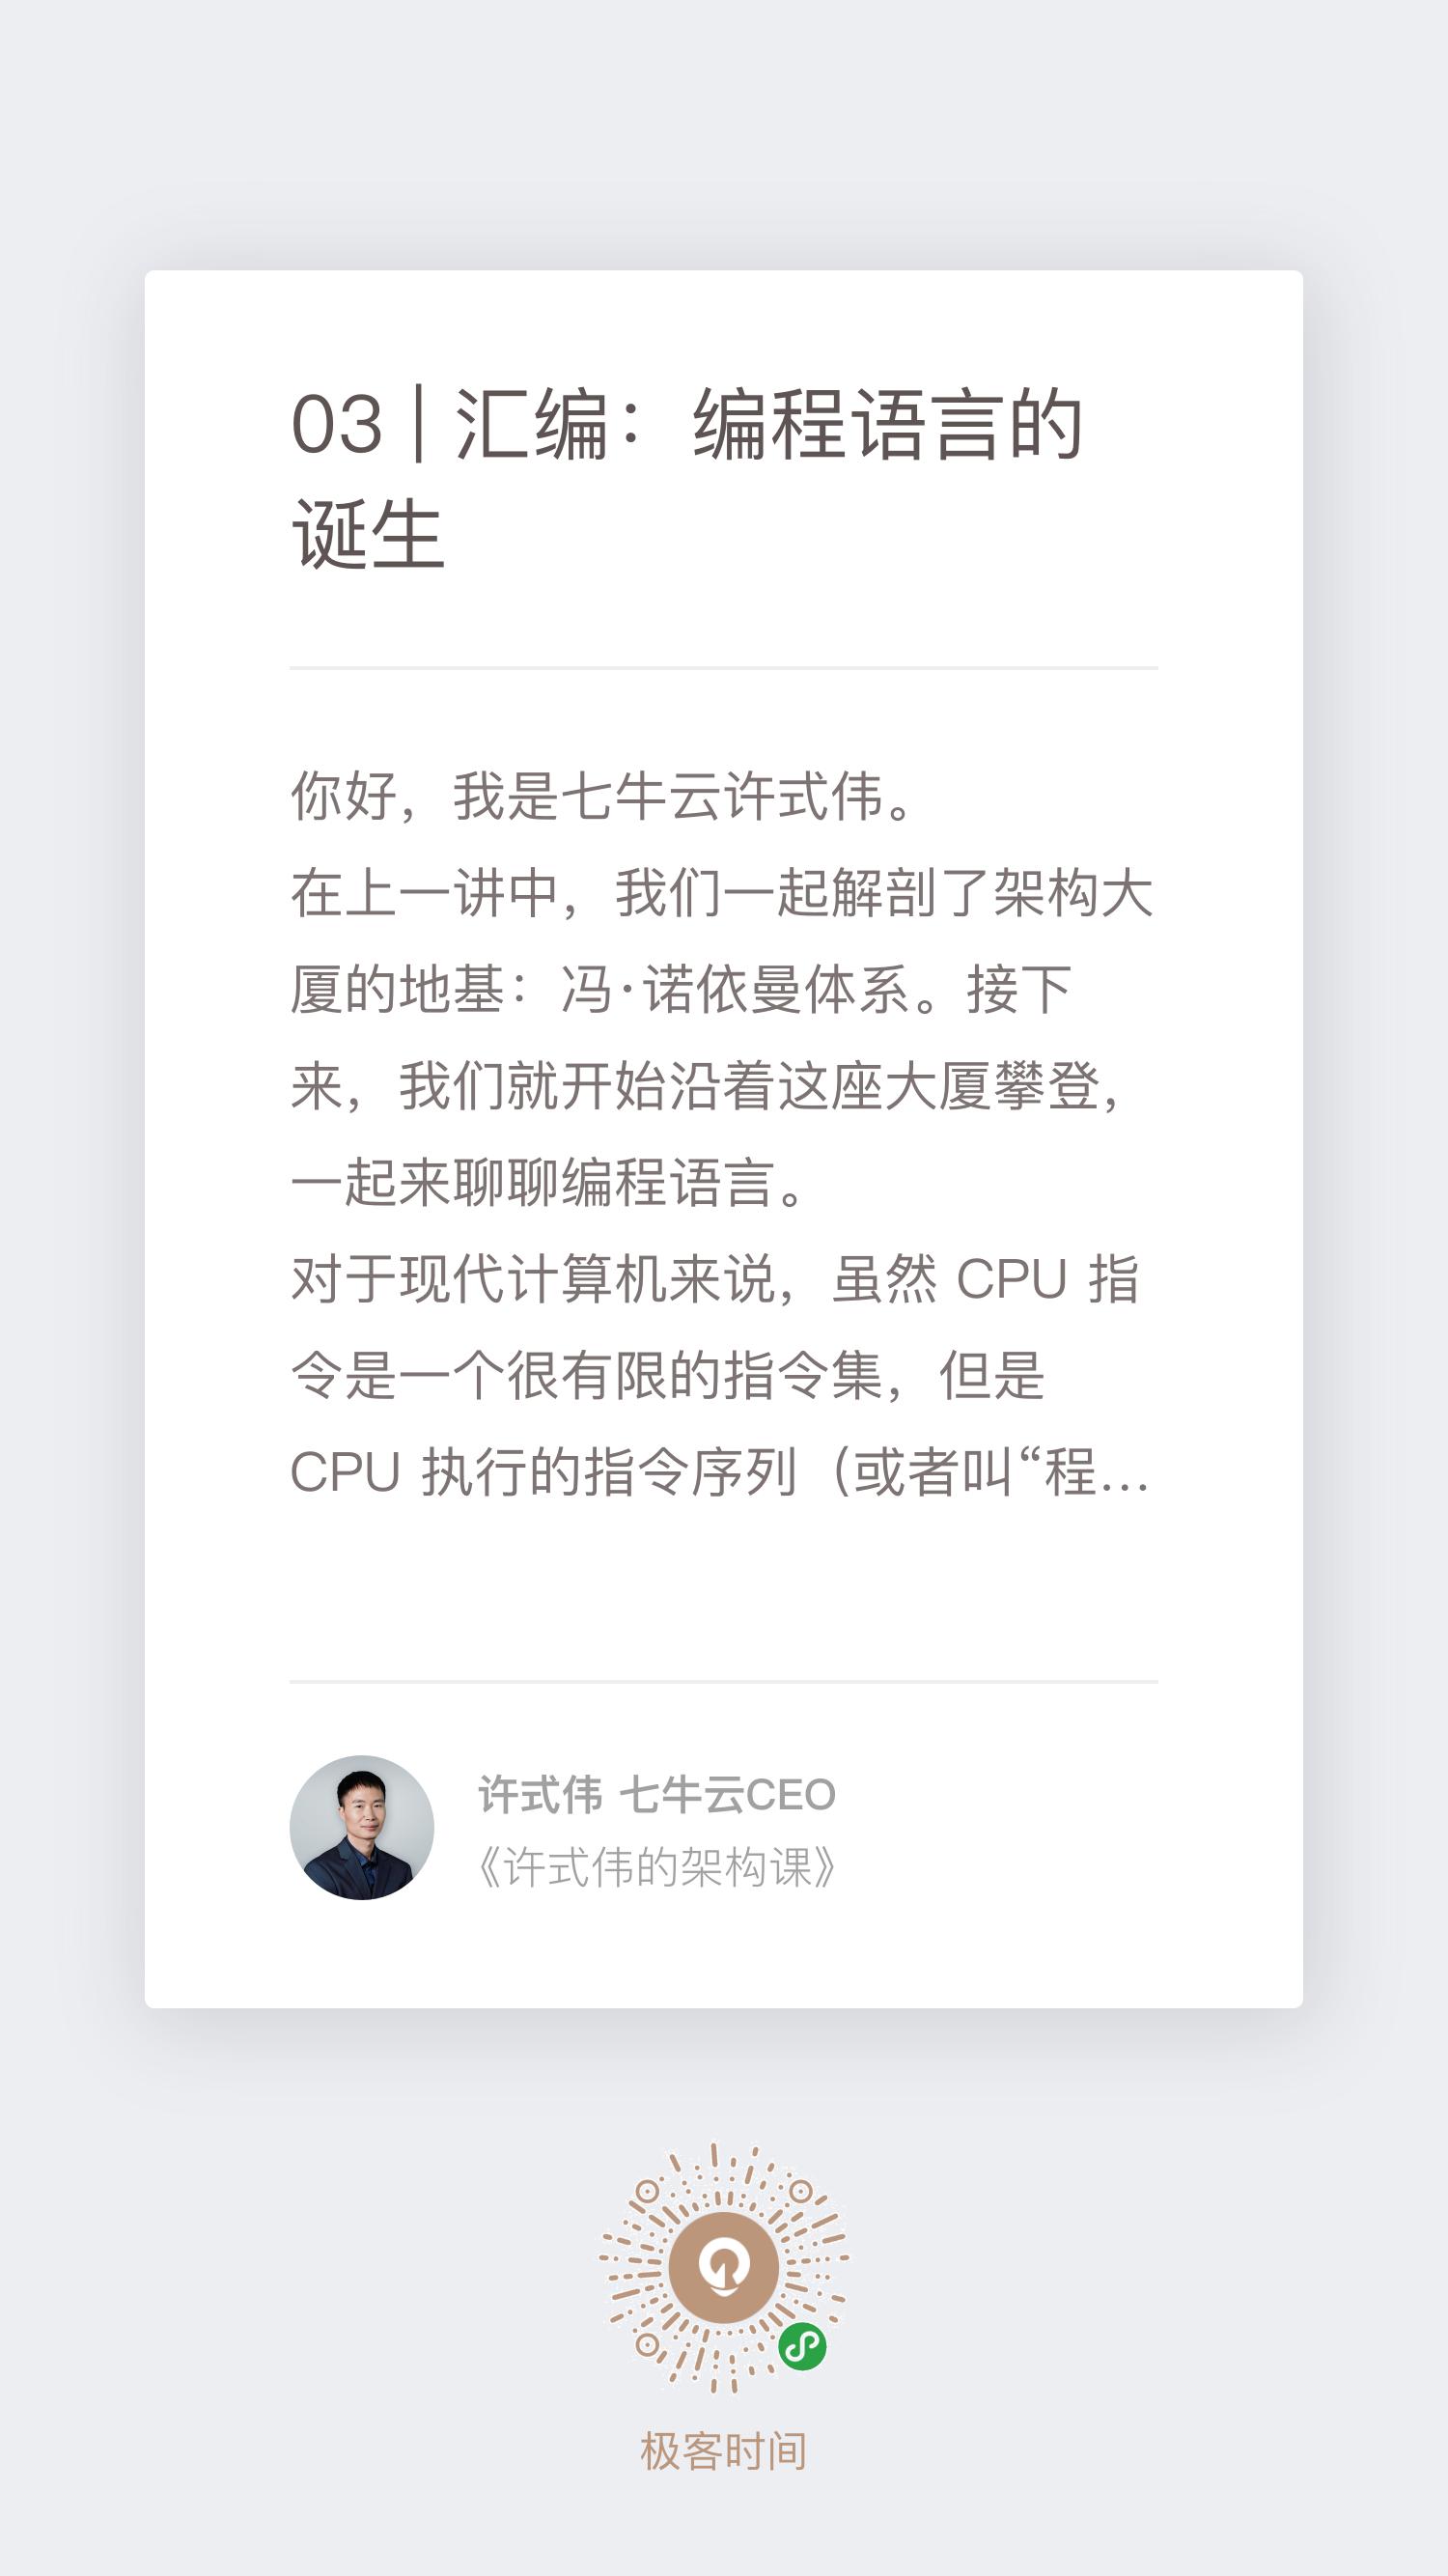 03 | 汇编：编程语言的
诞生
你好，我是七牛云许式伟。
在上一讲中，我们一起解剖了架构大
厦的地基：冯·诺依曼体系。接下
来，我们就开始沿着这座大厦攀登，
一起来聊聊编程语言。
对于现代计算机来说，虽然 CPU 指
令是一个很有限的指令集，但是
CPU 执行的指令序列（或者叫“程...
许式伟 七牛云CEO
《许式伟的架构课》
极客时间